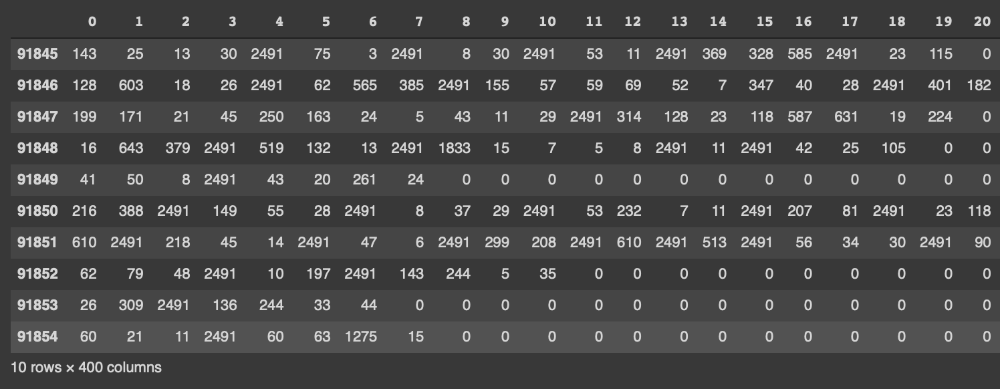 0 1 2 3 4 5 6 7 8 9 10 11 12 13 14 15 16 17 18 19 20
91845 143 25 13 30 2491 75 3 2491 8 30 2491 53 11 2491 369 328 585 2491 23 115 0
91846 128 603 18 26 2491 62 565 385 2491 155 57 59 69 52 7 347 40 28 2491 401 182
91847 199 171 21 45 250 163 24 5 43 11 29 2491 314 128 23 118 587 631 19 224 0
91848 16 643 379 2491 519 132 13 2491 1833 15 7 5 8 2491 11 2491 42 25 105 0 0
91849 41 50 8 2491 43 20 261 24 0 0 0 0 0 0 0 0 0 0 0 0 0
91850 216 388 2491 149 55 28 2491 8 37 29 2491 53 232 7 11 2491 207 81 2491 23 118
91851 610 2491 218 45 14 2491 47 6 2491 299 208 2491 610 2491 513 2491 56 34 30 2491 90
91852 62 79 48 2491 10 197 2491 143 244 5 35 0 0 0 0 0 0 0 0 0 0
91853 26 309 2491 136 244 33 44 0 0 0 0 0 0 0 0 0 0 0 0 0 0
91854 60 21 11 2491 60 63 1275 15 0 0 0 0 0 0 0 0 0 0 0 0 0
10 rows × 400 columns